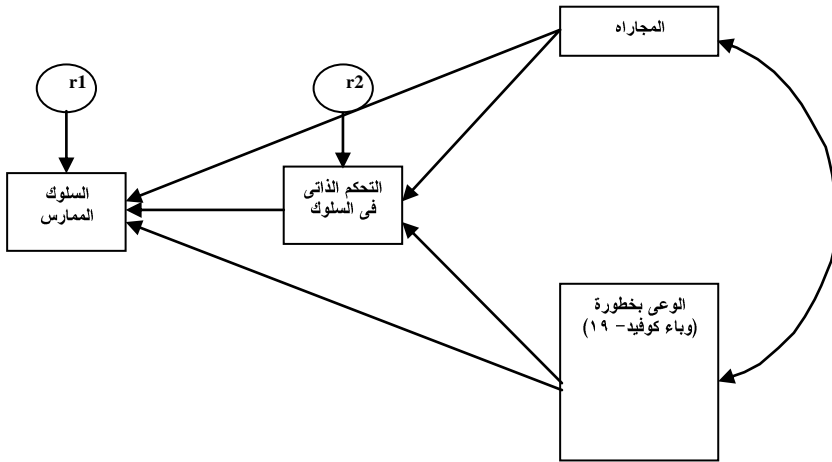 المجاراه
r1
r2
السلوك
الممارس
التحكم الذاتى
فى السلوك
الوعى بخطورة
(وباء كوفيد- ١٩)